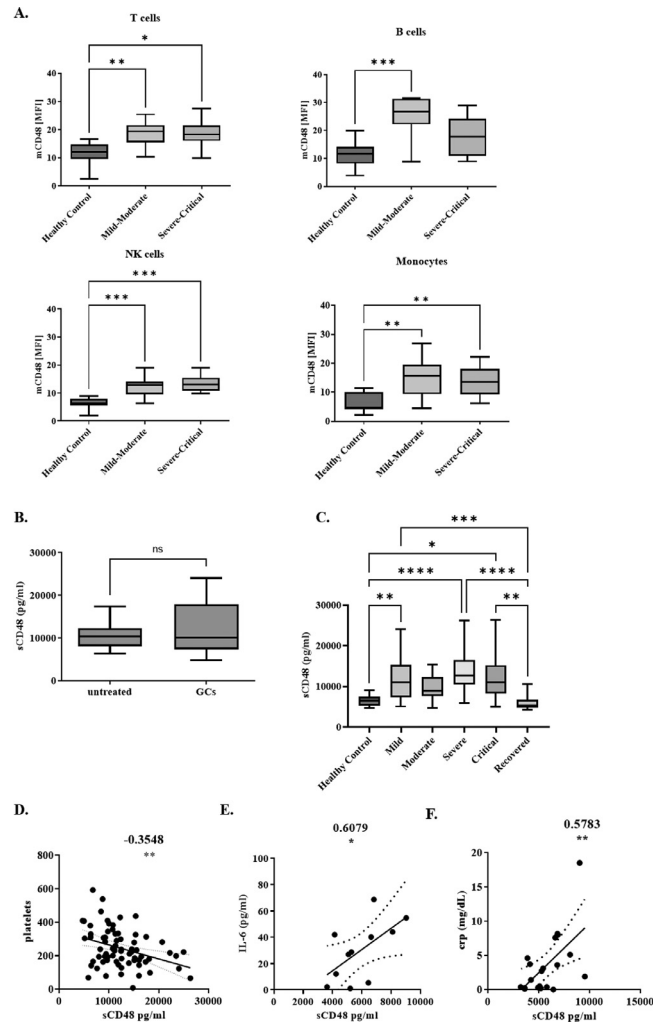 A.
T cells
*
**
mCD48 [MFI]
40
30
20
10
0
Healthy Control
Mild-Moderate
Severe-Critical
B cells
***
mCD48 [MFI]
40
30
20
10
0
Healthy Control
Mild-Moderate
Severe-Critical
NK cells
***
***
mCD48 [MFI]
40
30
20
10
0
Healthy Control
Mild-Moderate
Severe-Critical
Monocytes
**
**
mCD48 [MFI]
40
30
20
10
0
Healthy Control
Mild-Moderate
Severe-Critical
B.
ns
sCD48 (pg/ml)
30000
20000
10000
0
untreated
GCs
C.
***
*
**** ****
** **
sCD48 (pg/ml)
30000
20000
10000
0
Healthy Control
Mild
Moderate
Severe
Critical
Recovered
D.
-0.3548
**
platelets
800
600
400
200
0
0 10000 20000 30000
sCD48 pg/ml
E.
0.6079
*
IL-6 (pg/ml)
100
80
60
40
20
0
0 2000 4000 6000 8000 10000
sCD48 pg/ml
F.
0.5783
**
crp (mg/dL)
20
15
10
5
0
0 5000 10000 15000
sCD48 pg/ml